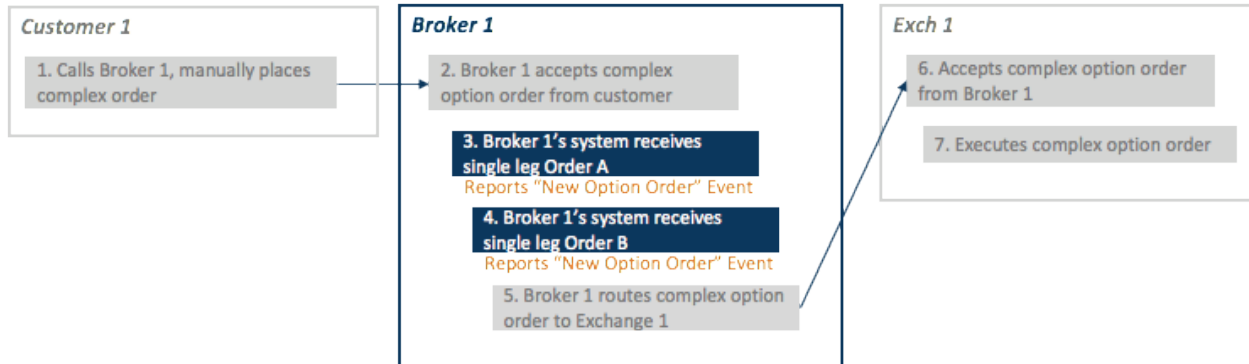 Customer 1
1. Calls Broker 1, manually places
complex order
Broker 1
2. Broker 1 accepts complex
option order from customer
3. Broker 1's system receives
single leg Order A
Reports "New Option Order" Event
4. Broker 1's system receives
single leg Order B
Reports "New Option Order" Event
5. Broker 1 routes complex option
order to Exchange 1
Exch 1
6. Accepts complex option order
from Broker 1
7. Executes complex option order